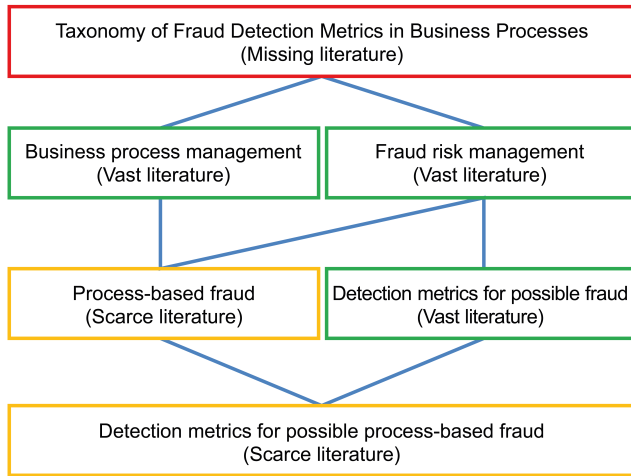 Taxonomy of Fraud Detection Metrics in Business Processes
(Missing literature)
Business process management
(Vast literature)
Fraud risk management
(Vast literature)
Process-based fraud
(Scarce literature)
Detection metrics for possible fraud
(Vast literature)
Detection metrics for possible process-based fraud
(Scarce literature)